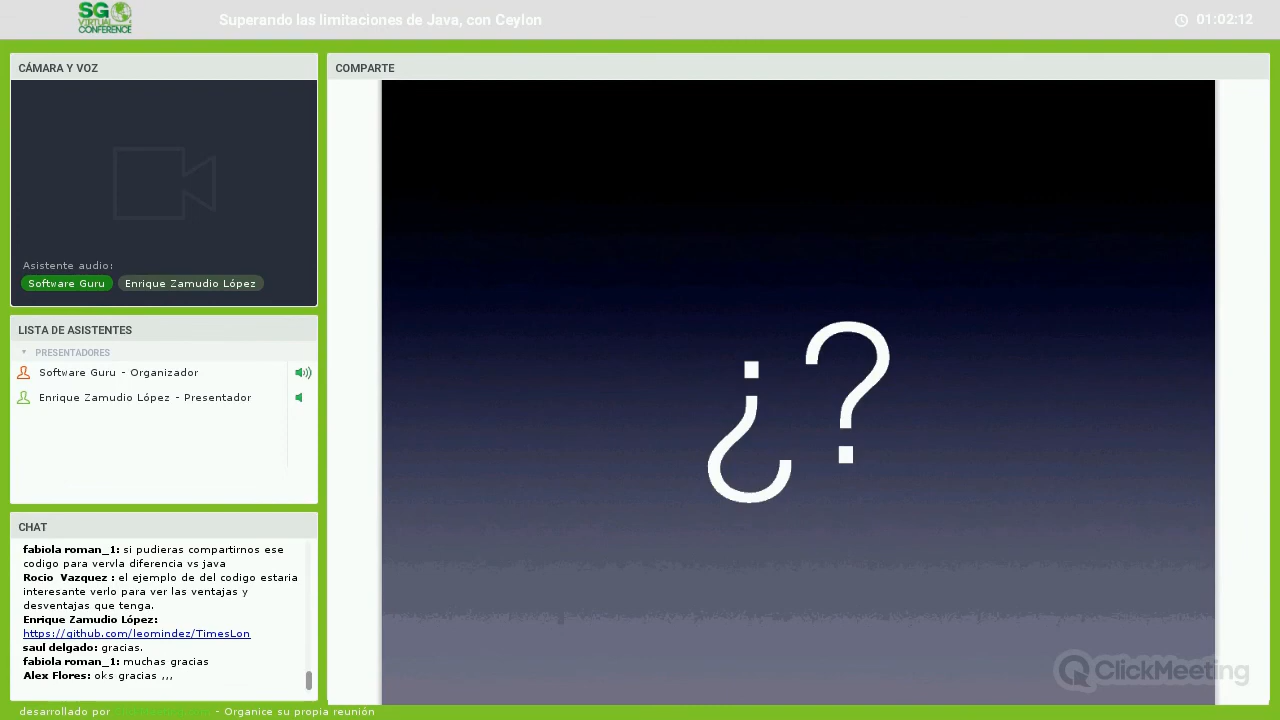 SG VIRTUAL CONFERENCE
Superando las limitaciones de Java, con Ceylon
01:02:12
CÁMARA Y VOZ
Asistente audio:
Software Guru
Enrique Zamudio López
LISTA DE ASISTENTES
PRESENTADORES
Software Guru - Organizador
Enrique Zamudio López - Presentador
CHAT
fabiola roman_1: si pudieras compartirnos ese
codigo para vervla diferencia vs java
Rocio Vazquez : el ejemplo de del codigo estaria
interesante verlo para ver las ventajas y
desventajas que tenga.
Enrique Zamudio López:
https://github.com/leomindez/TimesLon
saul delgado: gracias.
fabiola roman_1: muchas gracias
Alex Flores: oks gracias ,,,
COMPARTE
¿?
ClickMeeting
desarrollado por - Organice su propia reunión